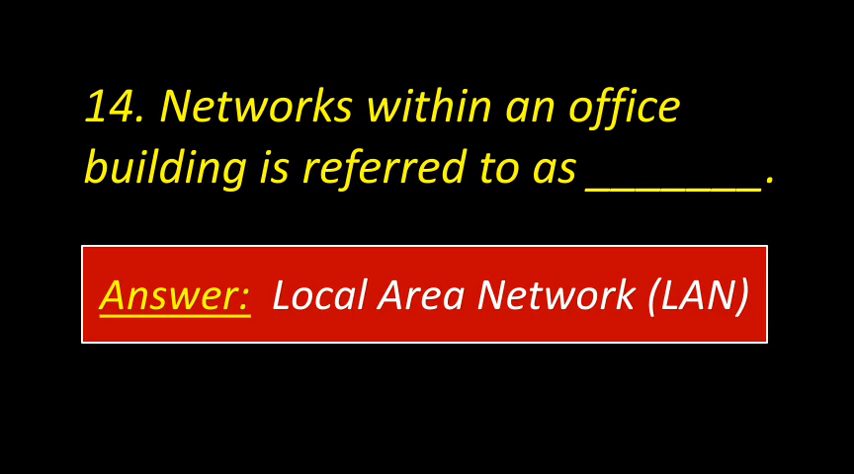 14. Networks within an office
building is referred to as _______.
Answer: Local Area Network (LAN)